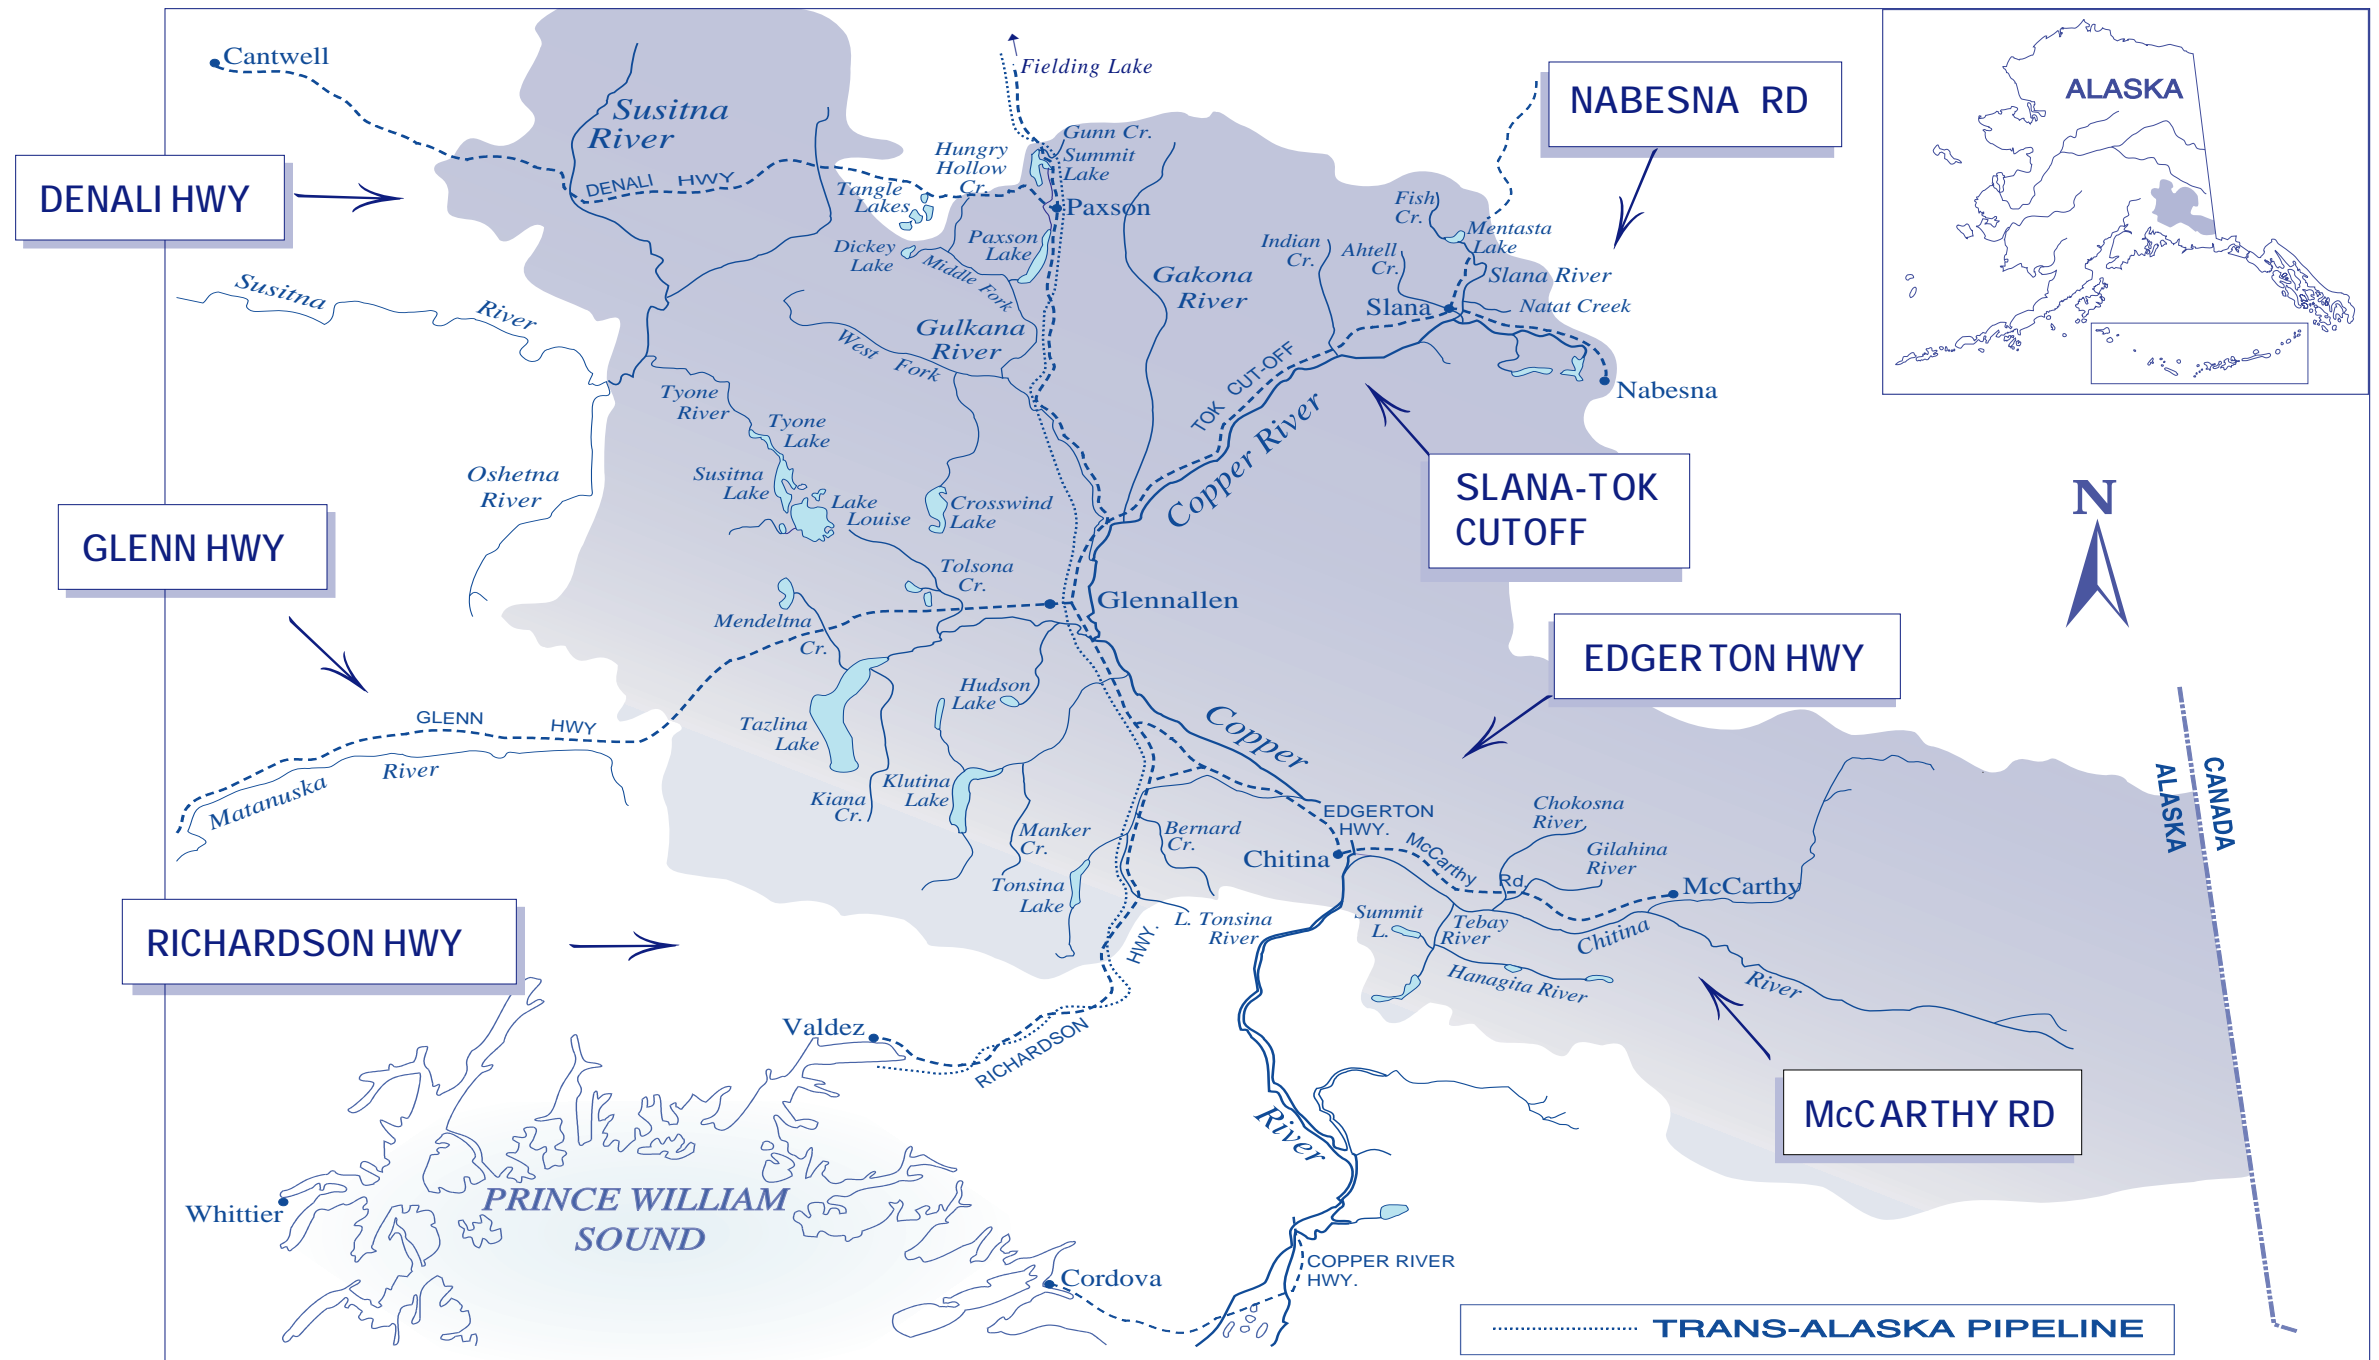 Cantwell
Fielding Lake
Susitna
River
Gunn Cr.
Hungry
Hollow
Cr.
Summit
Lake
NABESNA RD
ALASKA
DENALI HWY
DENALI HWY
Tangle
Lakes
Paxson
Fish
Cr.
Mentasta
Lake
Dickey
Lake
Paxson
Lake
Middle Fork
Indian
Cr.
Ahtell
Cr.
Gakona
River
Slana River
Slana
Natat Creek
Susitna
River
Gulkana
River
West
Fork
TOK CUT-OFF
Copper River
Nabesna
Tyone
River
Tyone
Lake
Susitna
Lake
Lake
Louise
Crosswind
Lake
Oshetna
River
SLANA-TOK
CUTOFF
N
GLENN HWY
Tolsona
Cr.
Glennallen
Mendeltna
Cr.
EDGERTON HWY
Hudson
Lake
GLENN
HWY
Tazlina
Lake
Copper
Matanuska
River
Klutina
Lake
Kiana
Cr.
ALASKA
CANADA
Manker
Cr.
Bernard
Cr.
EDGERTON
HWY.
Chitina
McCarthy
Rd.
Chokosna
River
Gilahina
River
McCarthy
Tonsina
Lake
L. Tonsina
River
Summit
L.
Tebay
River
Chitina
River
Hanagita River
RICHARDSON HWY
HWY.
RICHARDSON
Valdez
McCARTHY RD
River
Whittier
PRINCE WILLIAM
SOUND
Cordova
COPPER RIVER
HWY.
TRANS-ALASKA PIPELINE